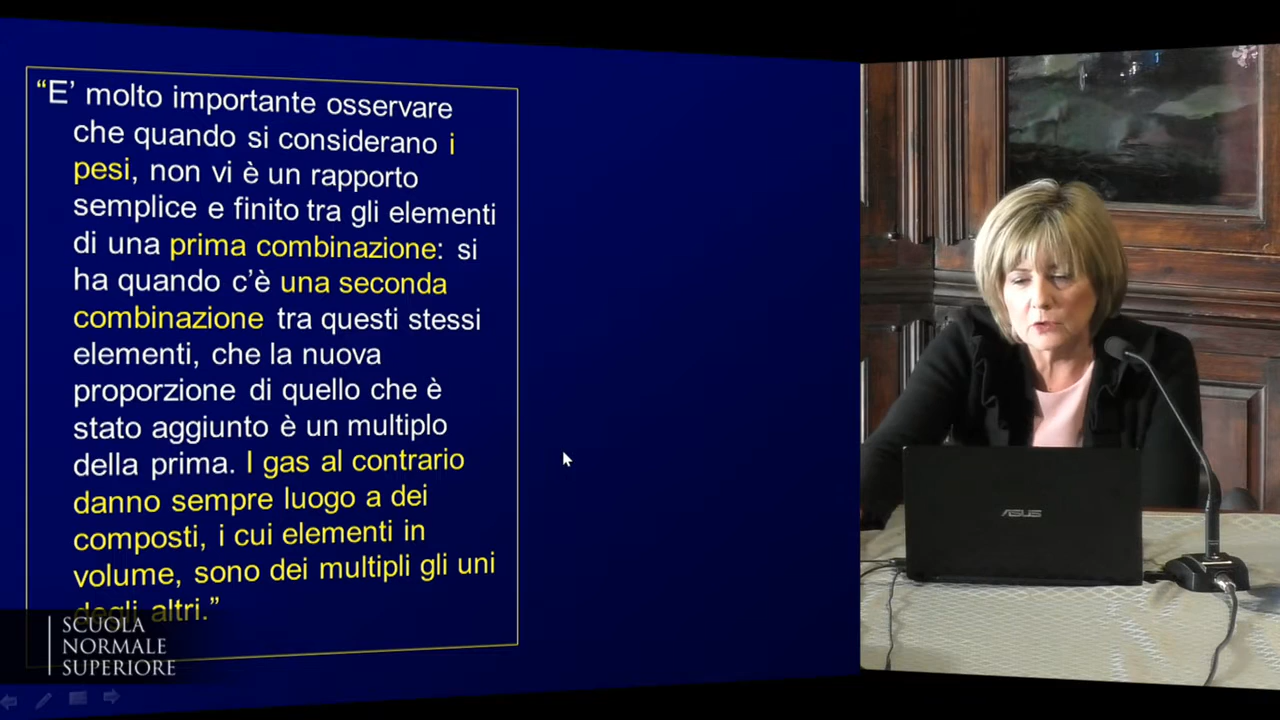 “E’ molto importante osservare
che quando si considerano i
pesi, non vi è un rapporto
semplice e finito tra gli elementi
di una prima combinazione: si
ha quando c’è una seconda
combinazione tra questi stessi
elementi, che la nuova
proporzione di quello che è
stato aggiunto è un multiplo
della prima. I gas al contrario
danno sempre luogo a dei
composti, i cui elementi in
volume, sono dei multipli gli uni
degli altri.”
SCUOLA
NORMALE
SUPERIORE
ASUS